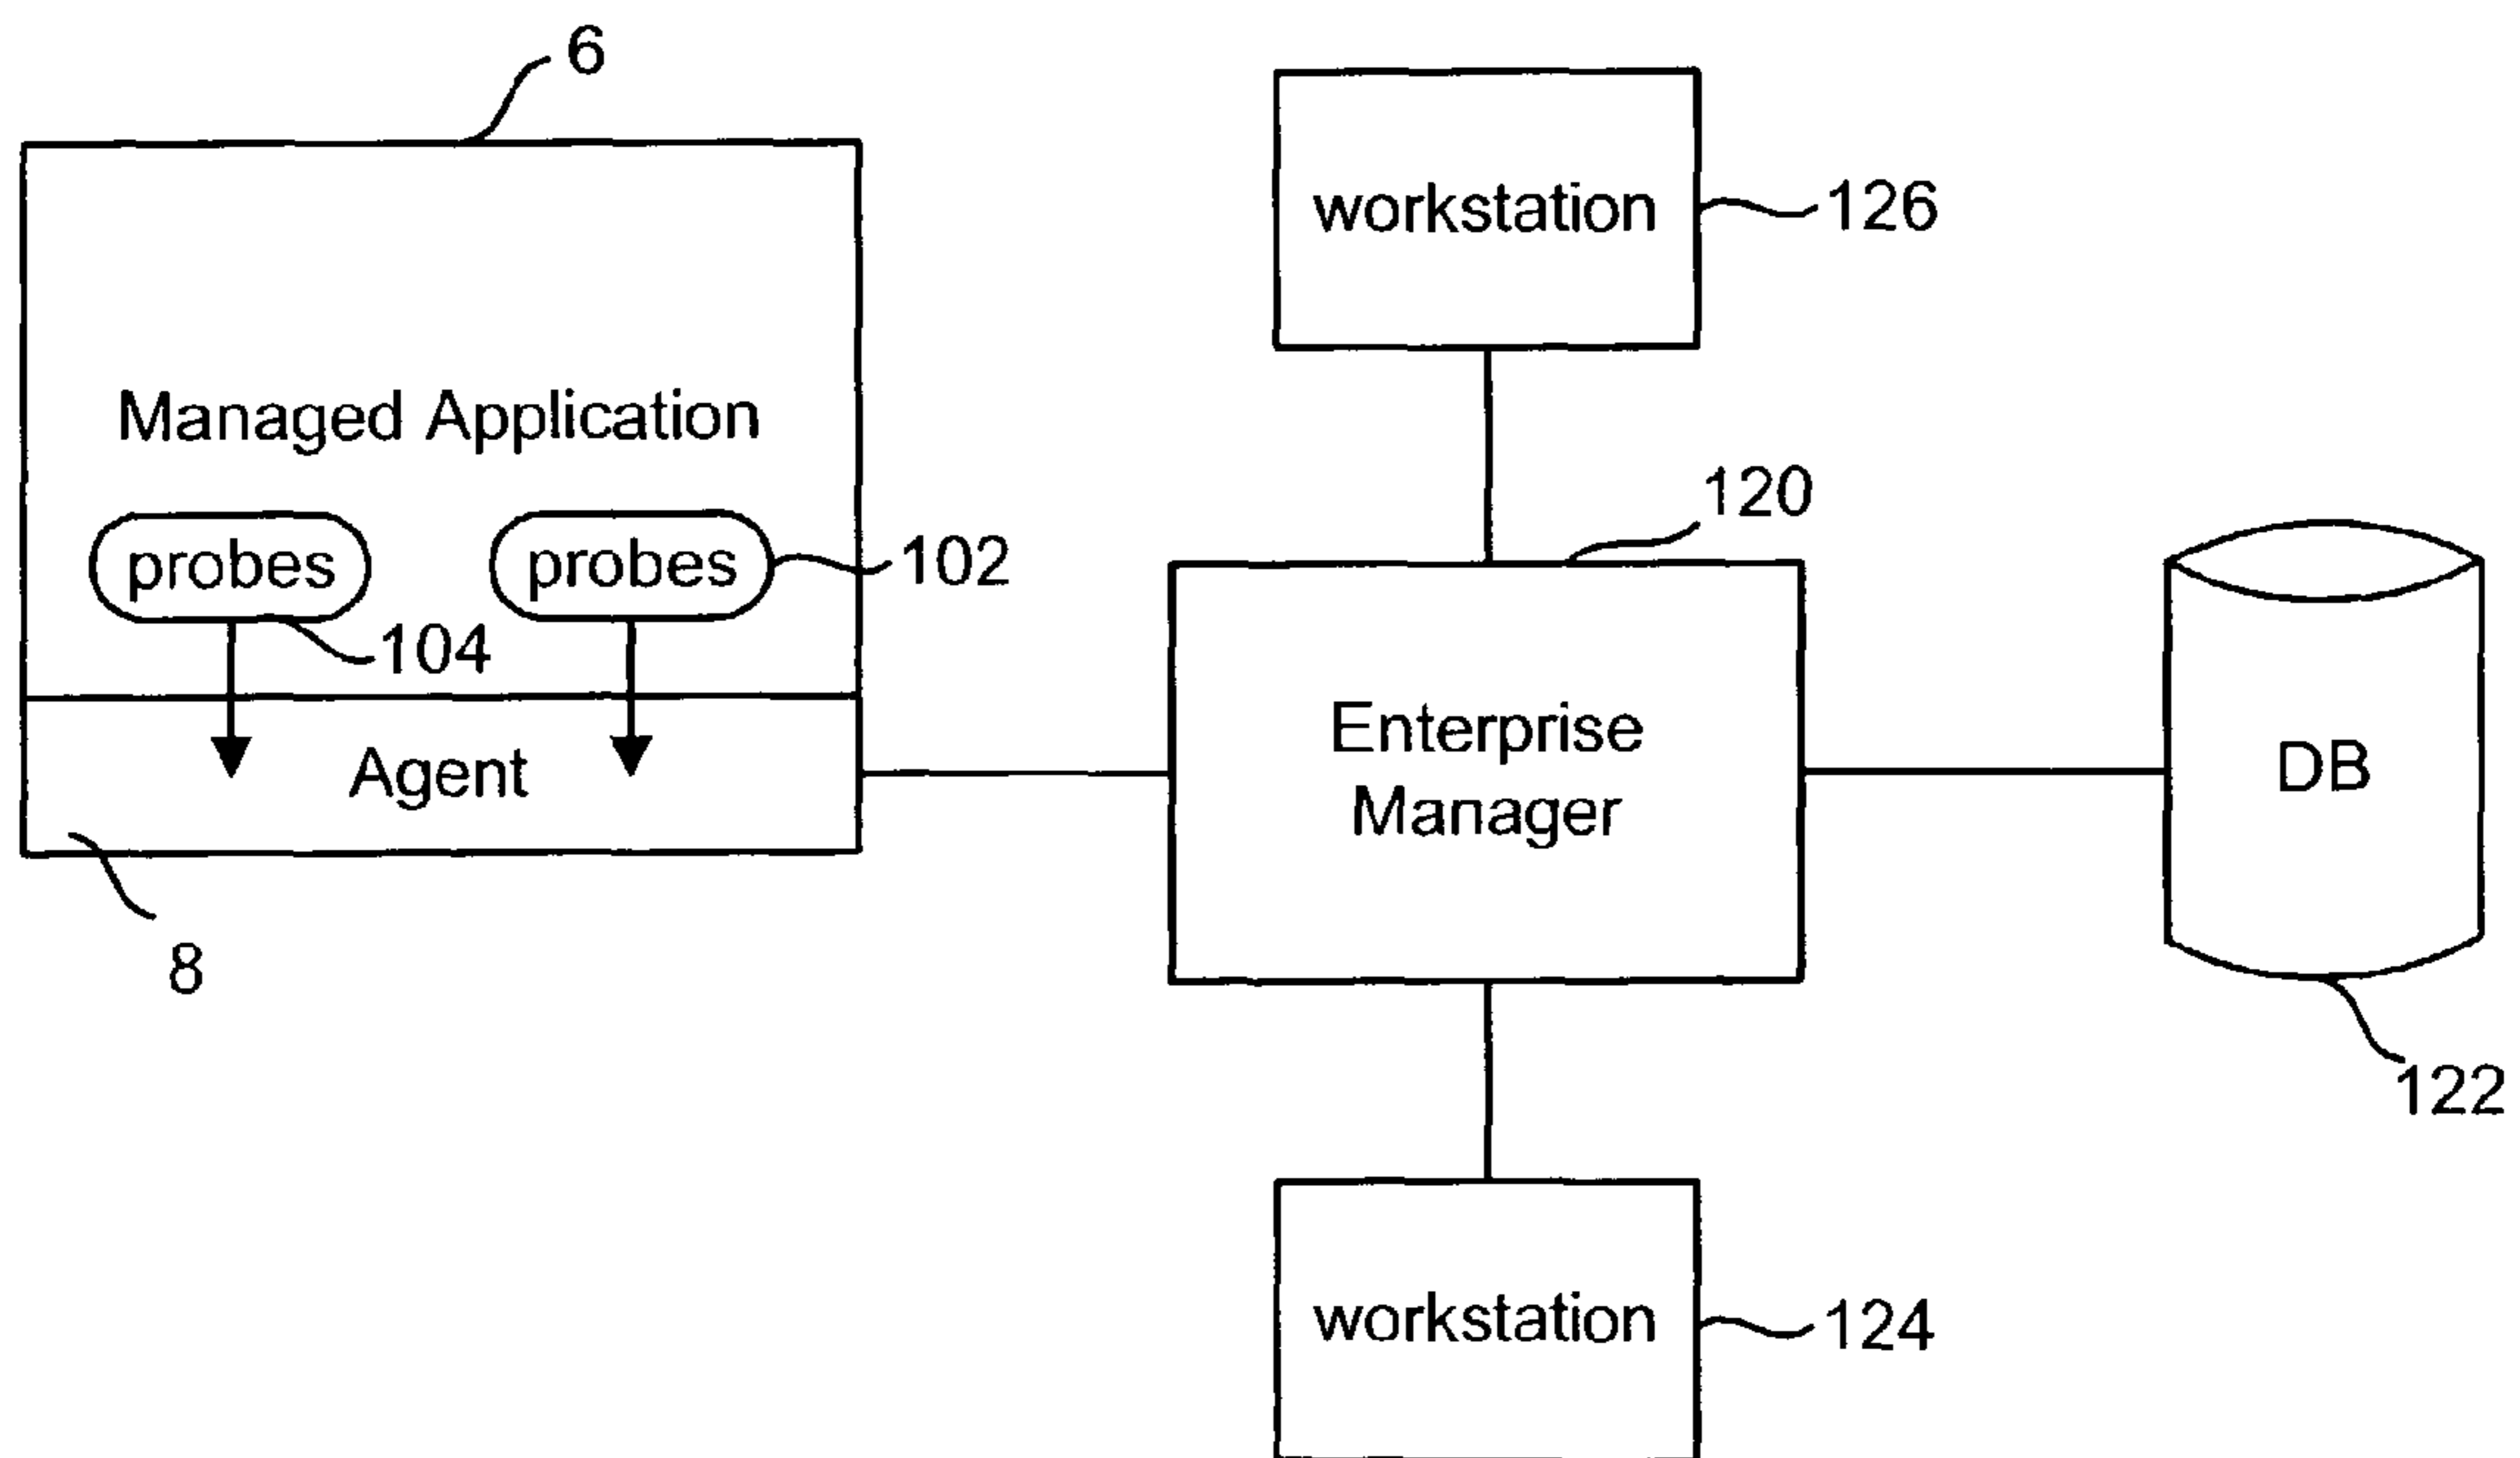 6
workstation
126
Managed Application
120
probes
probes
102
104
Enterprise
Manager
Agent
DB
8
122
workstation
124